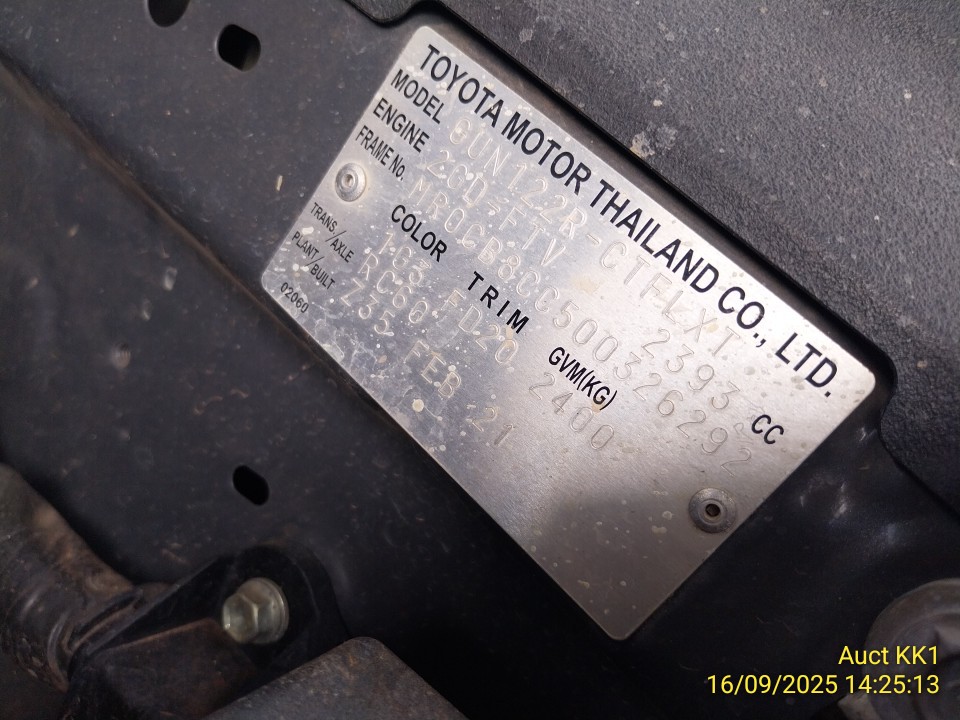 TOYOTA MOTOR THAILAND CO., LTD.
MODEL GUN122R-CTFLXT
ENGINE 2GD-FTV 2393 CC
FRAME No. MR0CB8CC500326292
COLOR TRIM GVM(KG)
1G3 FD20 2400
TRANS./AXLE RC60
PLANT/BUILT Z35 FEB 21
02060
Auct KK1
16/09/2025 14:25:13